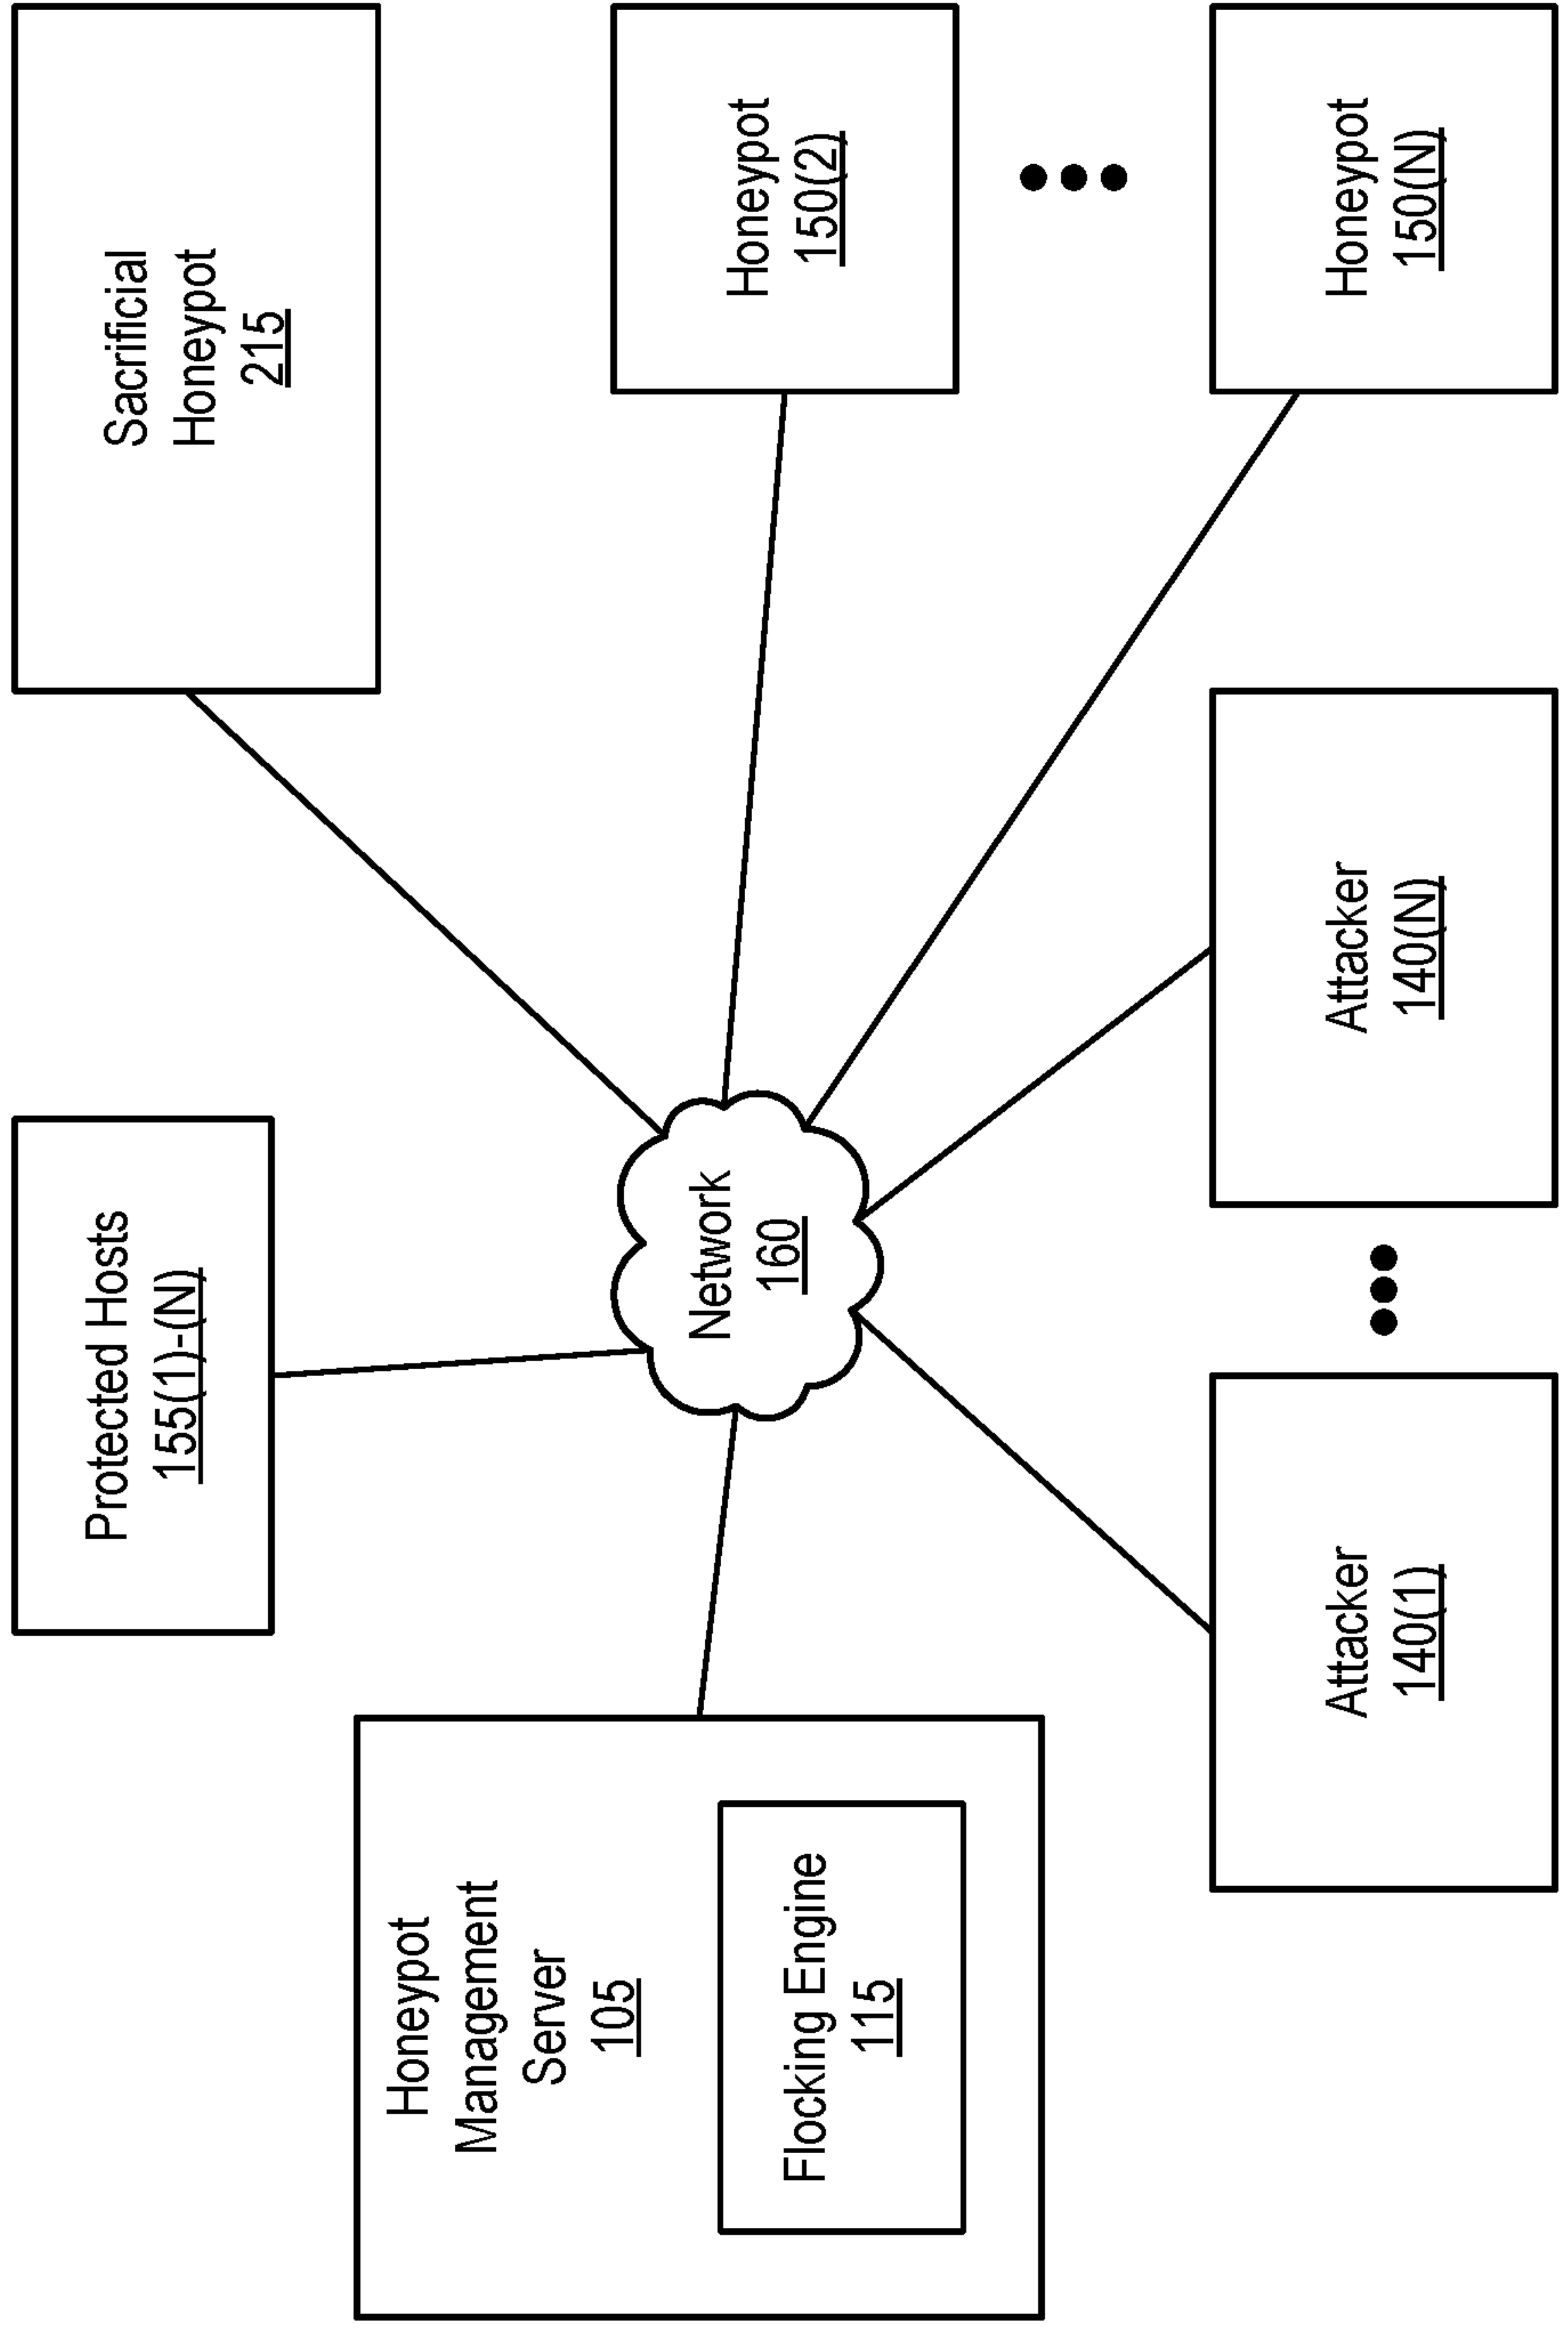 Protected Hosts
155(1)-(N)
Sacrificial
Honeypot
215
Honeypot
Management
Server
105
Flocking Engine
115
Network
160
Honeypot
150(2)
Attacker
140(1)
Attacker
140(N)
Honeypot
150(N)